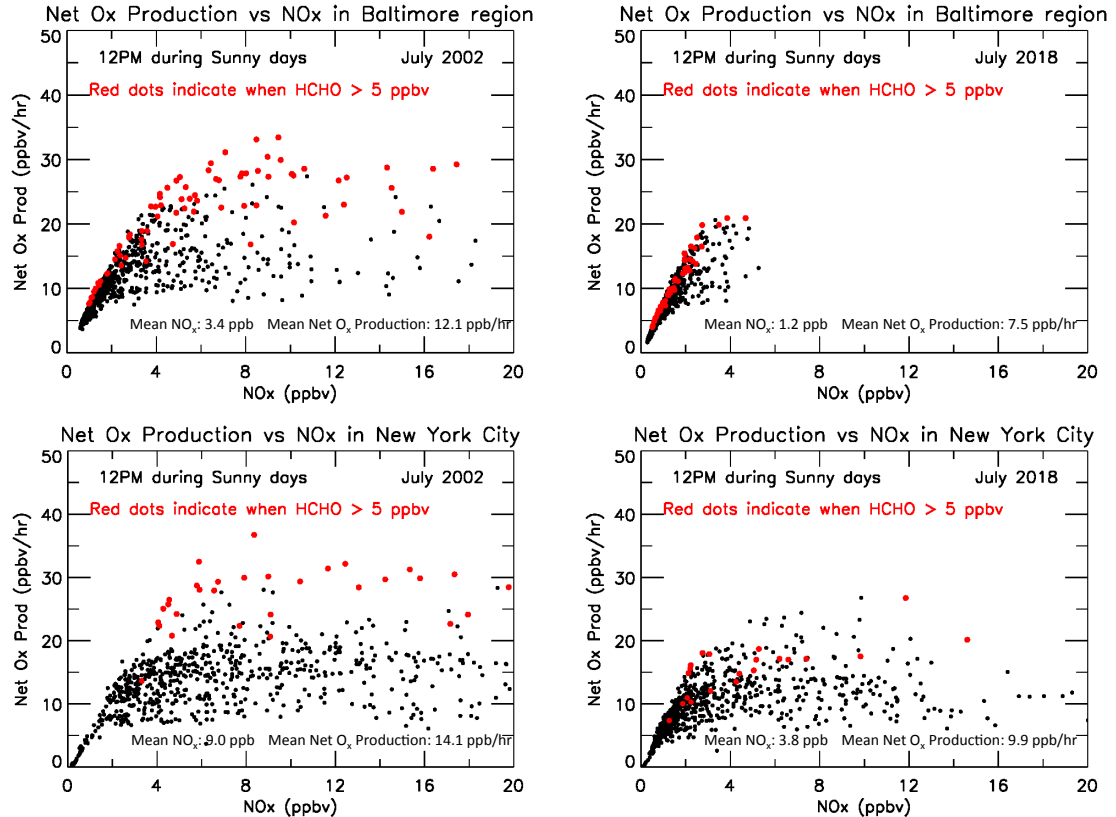 Net Ox Production vs NOx in Baltimore region
50
12PM during Sunny days July 2002
Red dots indicate when HCHO > 5 ppbv
40
30
20
10
0
Net Ox Prod (ppbv/hr)
Mean NOx: 3.4 ppb Mean Net Ox Production: 12.1 ppb/hr
0 4 8 12 16 20
NOx (ppbv)
Net Ox Production vs NOx in Baltimore region
50
12PM during Sunny days July 2018
Red dots indicate when HCHO > 5 ppbv
40
30
20
10
0
Net Ox Prod (ppbv/hr)
Mean NOx: 1.2 ppb Mean Net Ox Production: 7.5 ppb/hr
0 4 8 12 16 20
NOx (ppbv)
Net Ox Production vs NOx in New York City
50
12PM during Sunny days July 2002
Red dots indicate when HCHO > 5 ppbv
40
30
20
10
0
Net Ox Prod (ppbv/hr)
Mean NOx: 9.0 ppb Mean Net Ox Production: 14.1 ppb/hr
0 4 8 12 16 20
NOx (ppbv)
Net Ox Production vs NOx in New York City
50
12PM during Sunny days July 2018
Red dots indicate when HCHO > 5 ppbv
40
30
20
10
0
Net Ox Prod (ppbv/hr)
Mean NOx: 3.8 ppb Mean Net Ox Production: 9.9 ppb/hr
0 4 8 12 16 20
NOx (ppbv)